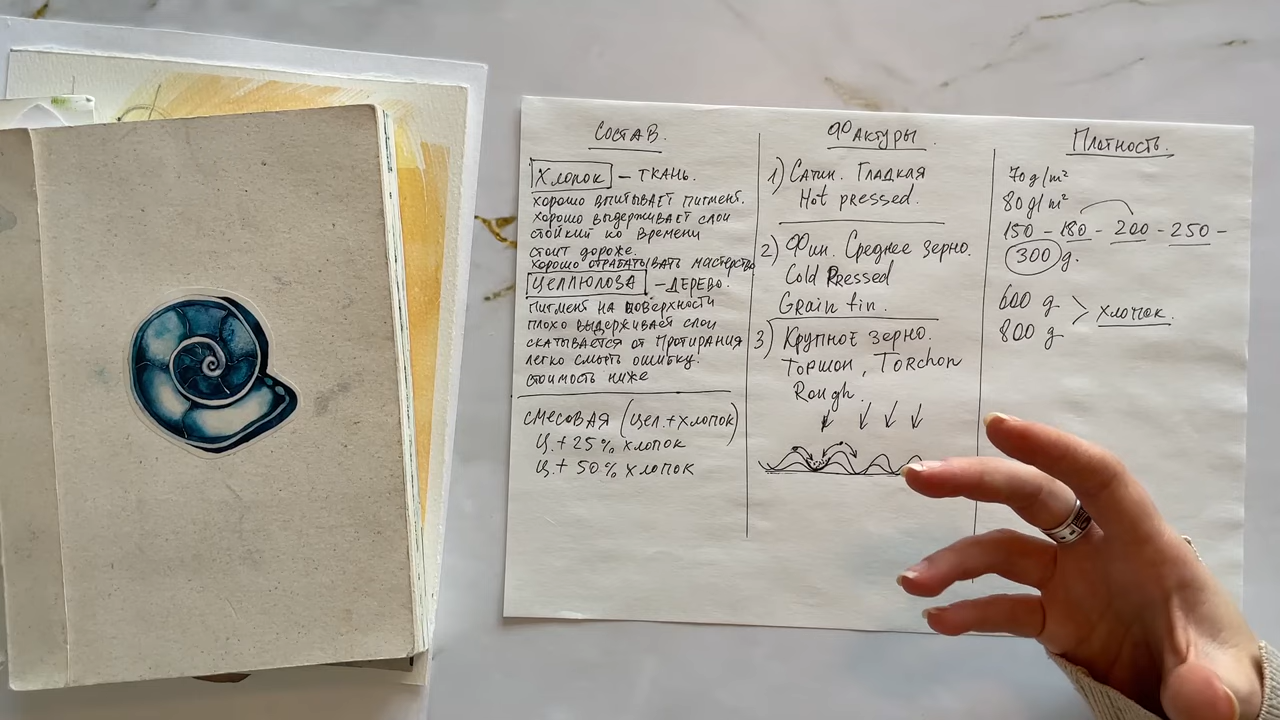 Состав.
Хлопок — ткань.
хорошо впитывает пигмент.
хорошо выдерживает слои
стойкий ко времени
стоит дороже.
хорошо отрабатывать мастерство
Целлюлоза — дерево.
пигмент на поверхности
плохо выдерживает слои
скатывается от протирания
легко смыть ошибку.
стоимость ниже
смесовая (цел.+хлопок)
Ц.+ 25% хлопок
Ц.+ 50% хлопок
Фактуры.
1) Сатин. Гладкая
Hot pressed.
2) Фин. Среднее зерно.
Cold Pressed
Grain fin.
3) Крупное зерно.
Торшон, Torchon
Rough.
Плотность.
70 g/m²
80 g/m²
150 – 180 – 200 – 250 –
300 g.
600 g
800 g > хлопок.